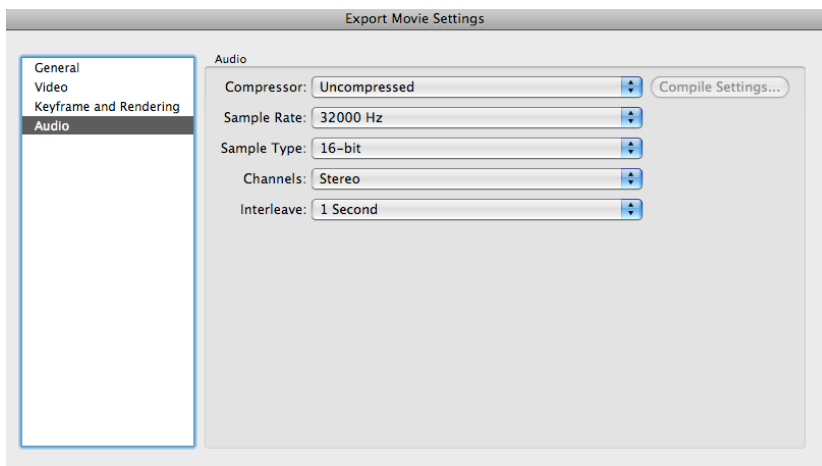 Export Movie Settings
General
Video
Keyframe and Rendering
Audio
Audio
Compressor: Uncompressed Compile Settings...
Sample Rate: 32000 Hz
Sample Type: 16-bit
Channels: Stereo
Interleave: 1 Second